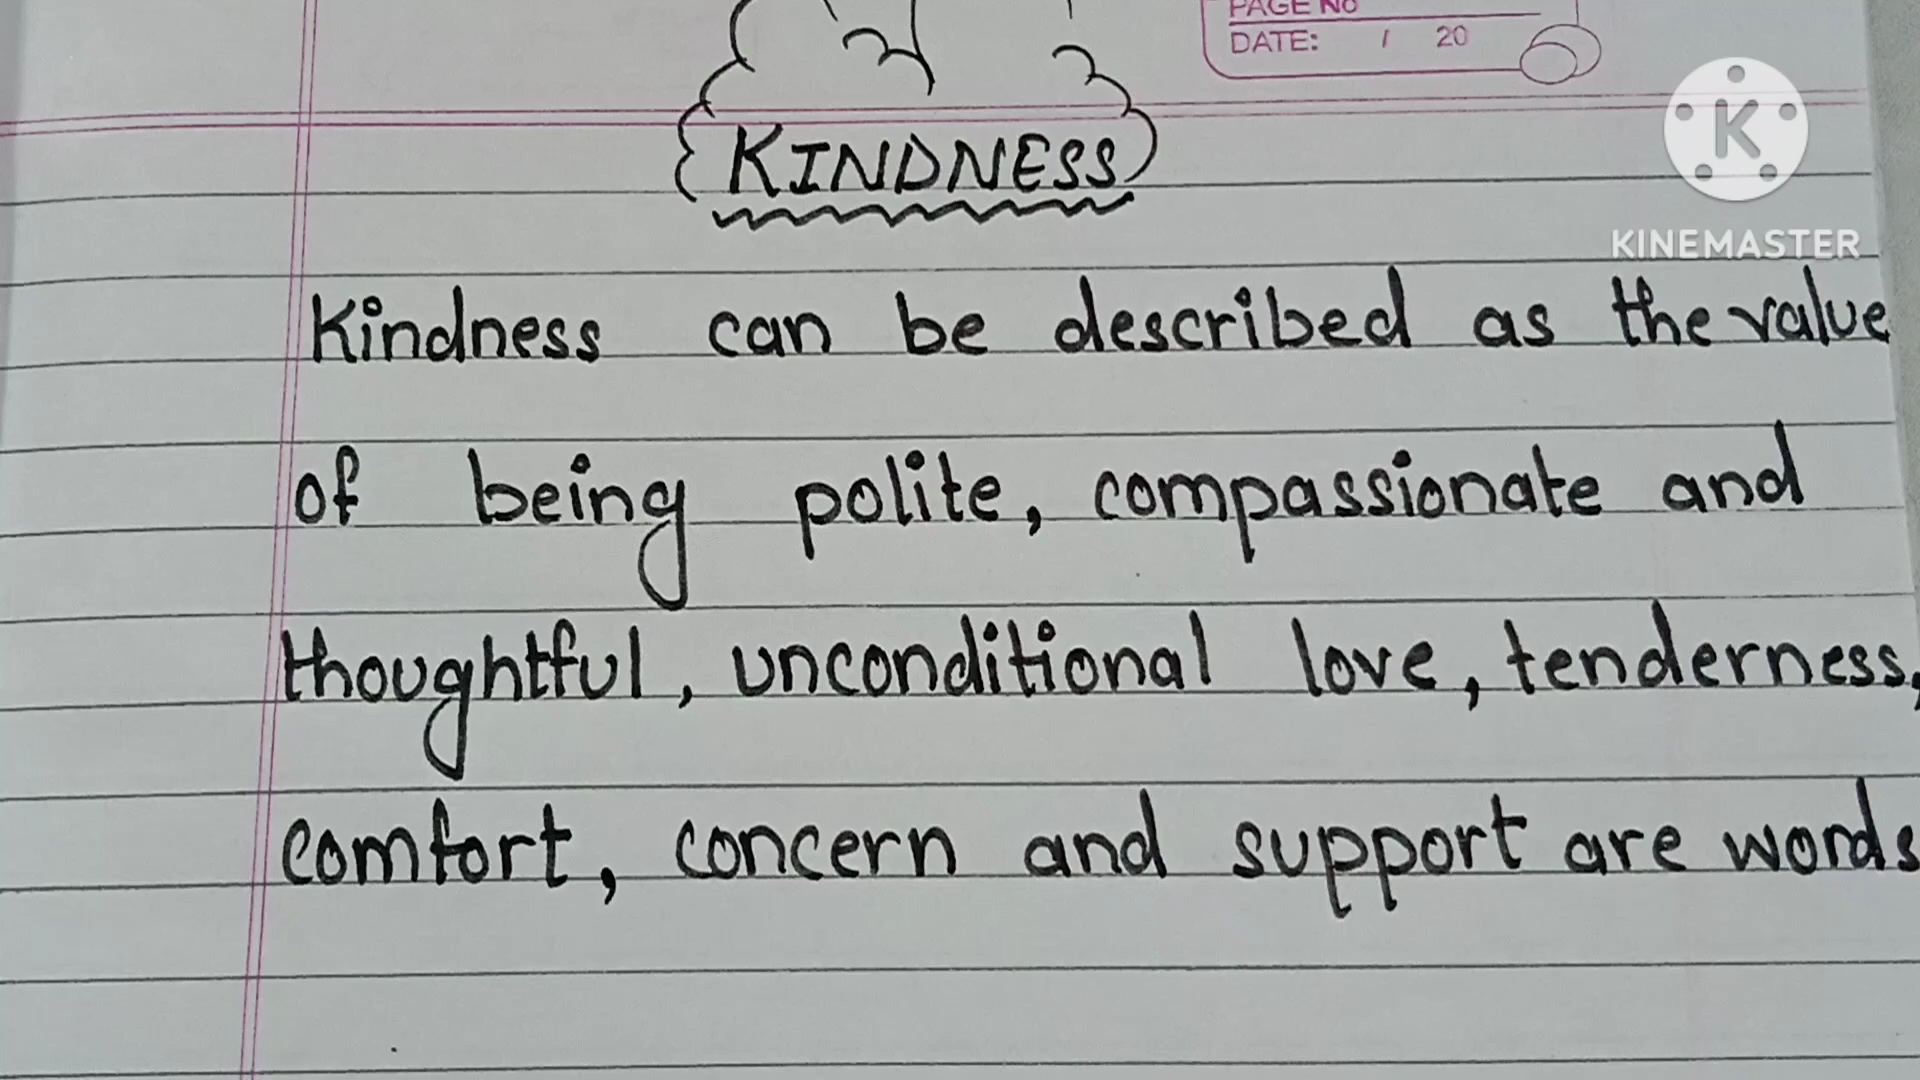 PAGE No
DATE: / 20
K
KINEMASTER
KINDNESS
Kindness can be described as the value
of being polite, compassionate and
thoughtful, unconditional love, tenderness,
comfort, concern and support are words